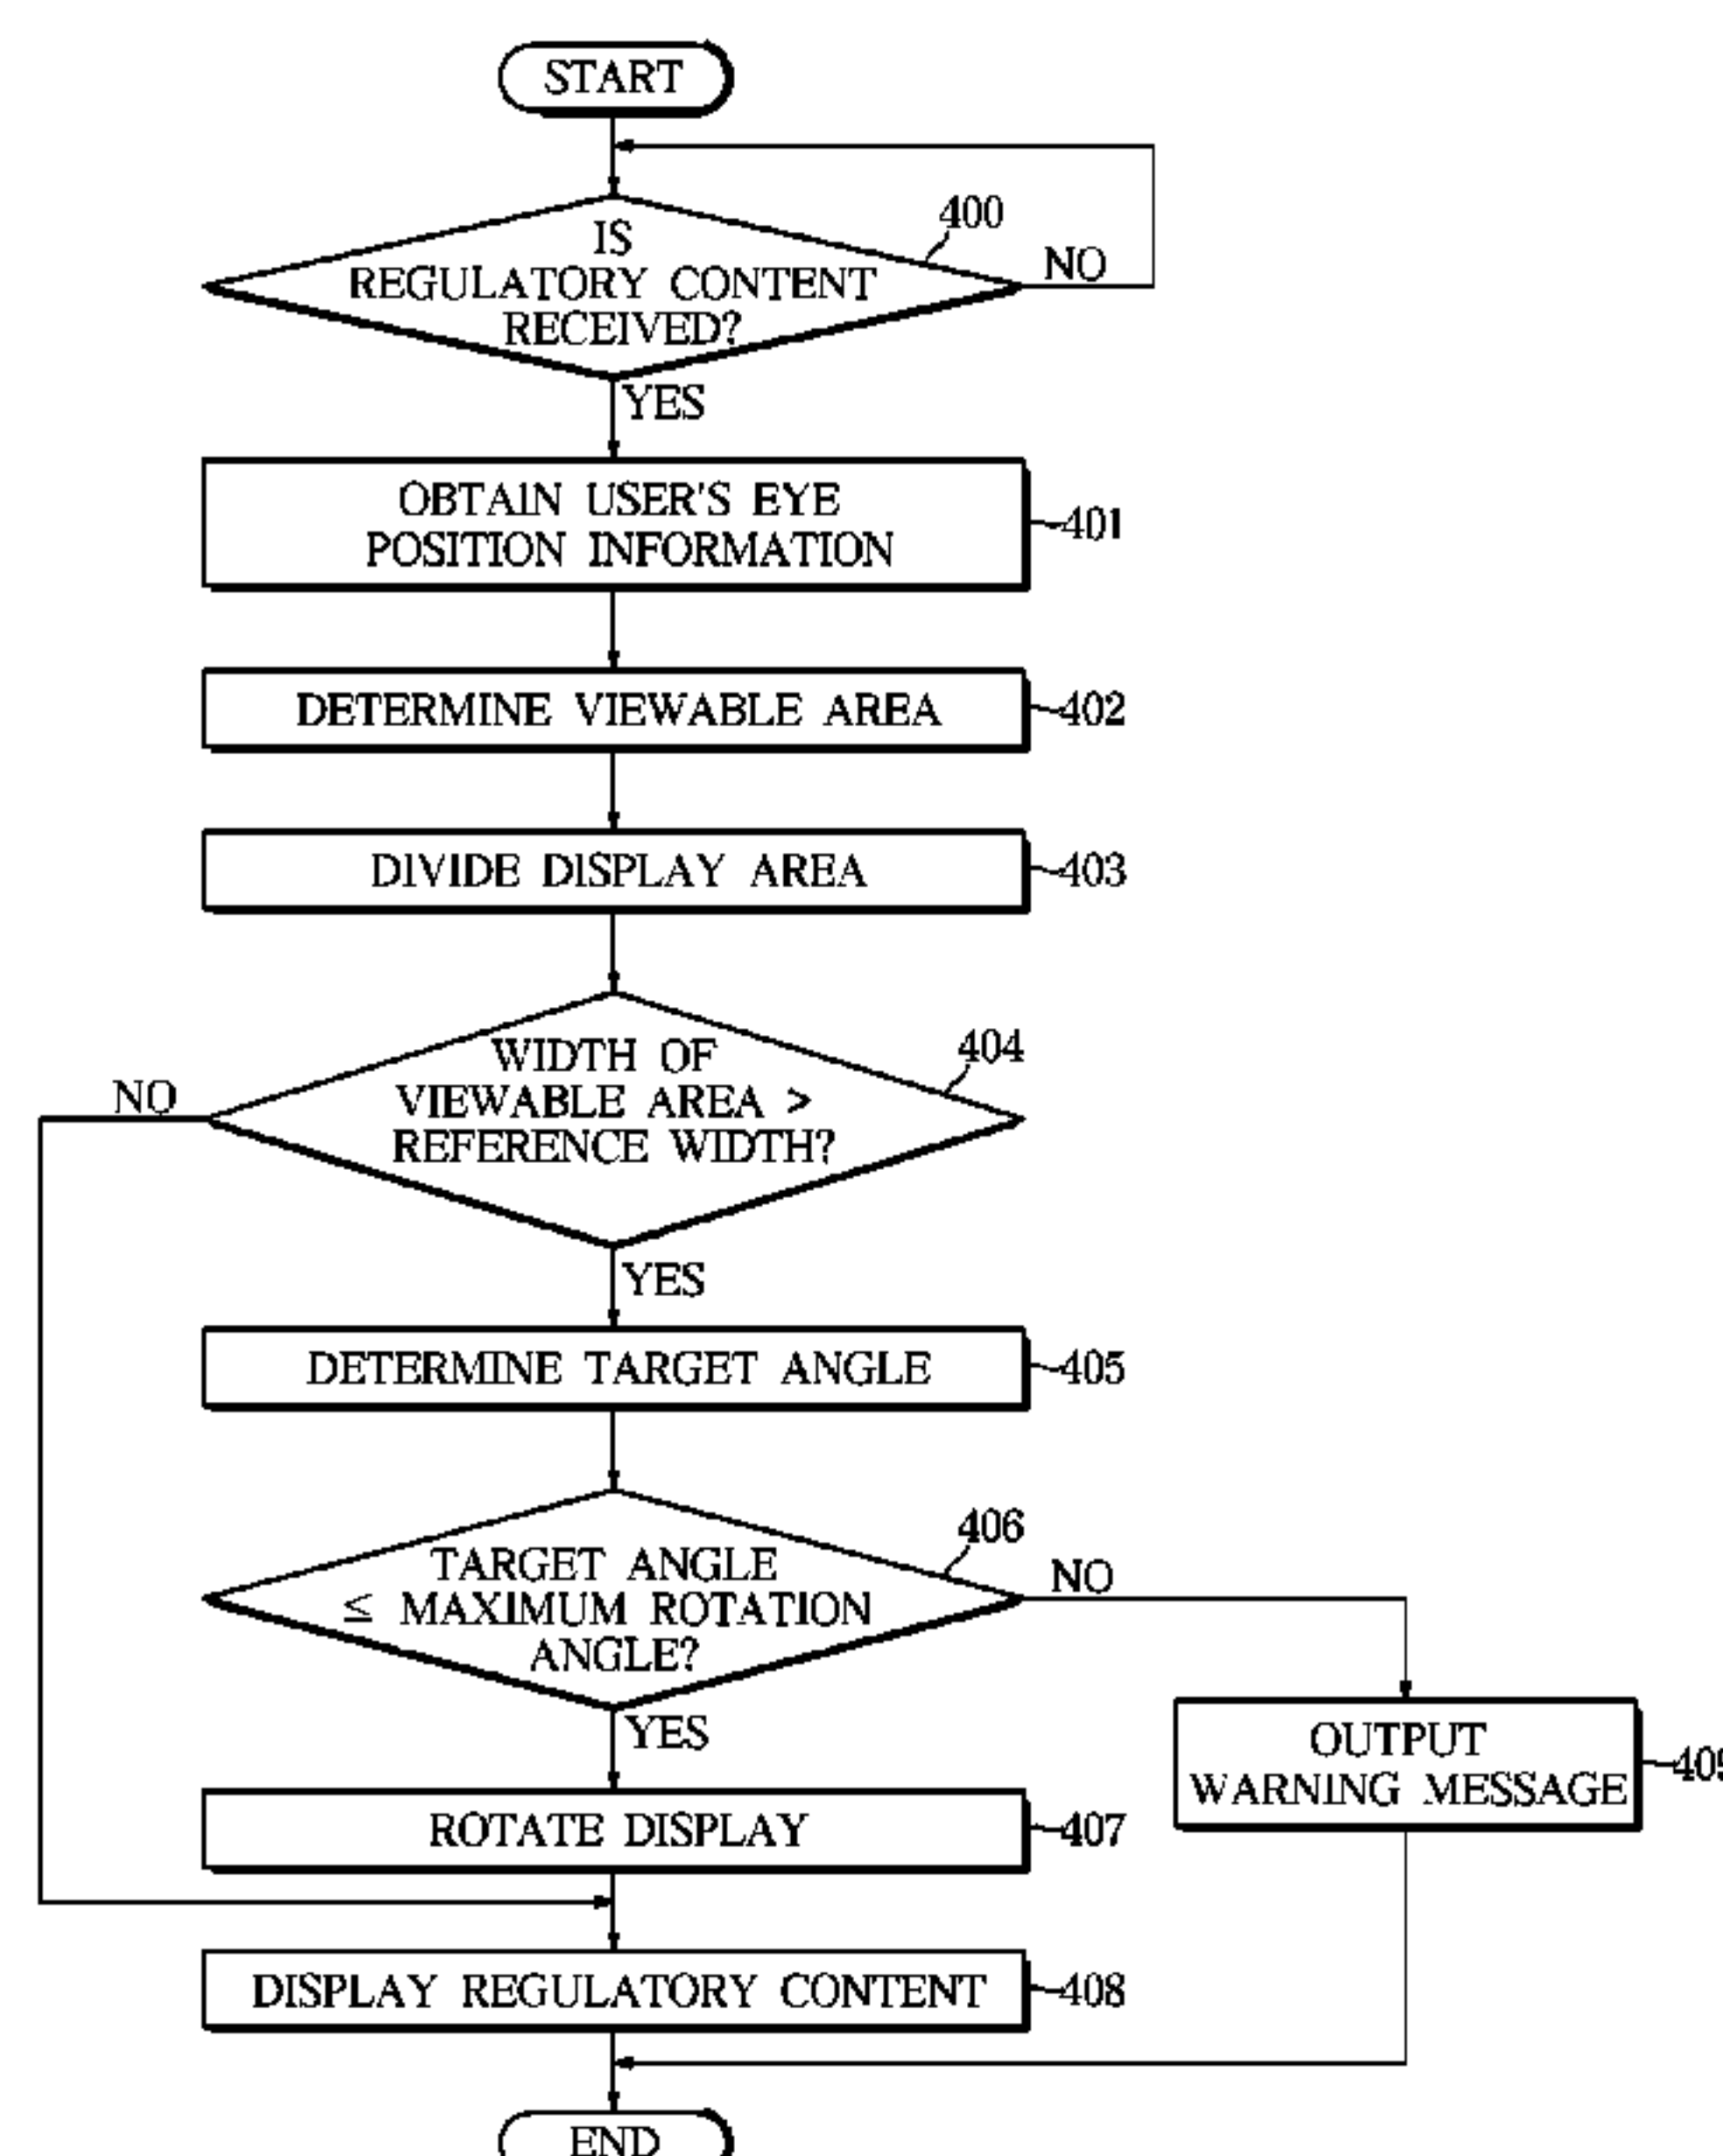 START
IS
REGULATORY CONTENT
RECEIVED?
400
NO
YES
OBTAIN USER'S EYE
POSITION INFORMATION
401
DETERMINE VIEWABLE AREA
402
DIVIDE DISPLAY AREA
403
WIDTH OF
VIEWABLE AREA >
REFERENCE WIDTH?
404
NO
YES
DETERMINE TARGET ANGLE
405
TARGET ANGLE
≤ MAXIMUM ROTATION
ANGLE?
406
NO
YES
OUTPUT
WARNING MESSAGE
409
ROTATE DISPLAY
407
DISPLAY REGULATORY CONTENT
408
END